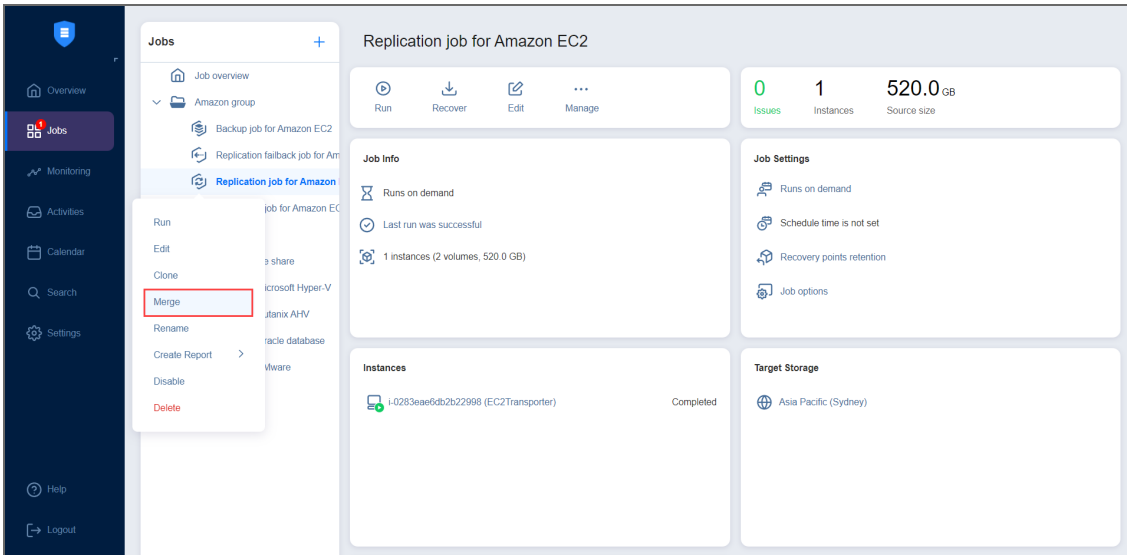 Overview
1
Jobs
Monitoring
Activities
Calendar
Search
Settings
Help
Logout
Jobs +
Job overview
Amazon group
Backup job for Amazon EC2
Replication failback job for Am
Replication job for Amazon
job for Amazon EC
e share
icrosoft Hyper-V
utanix AHV
racle database
Mware
Run
Edit
Clone
Merge
Rename
Create Report
Disable
Delete
Replication job for Amazon EC2
Run Recover Edit Manage
0 1 520.0 GB
Issues Instances Source size
Job Info
Runs on demand
Last run was successful
1 instances (2 volumes, 520.0 GB)
Job Settings
Runs on demand
Schedule time is not set
Recovery points retention
Job options
Instances
i-0283eae6db2b22998 (EC2Transporter) Completed
Target Storage
Asia Pacific (Sydney)